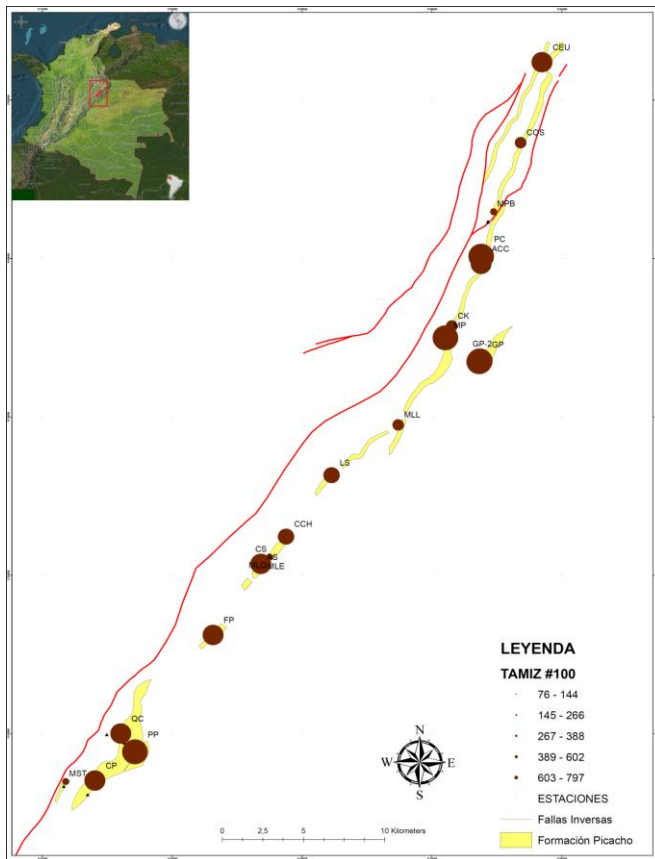 CEU
COS
MPB
PC
ACC
CK
MP
GP-2GP
MLL
LS
CCH
CS
AS
MLO
MLE
FP
QC
PP
CP
MST
LEYENDA
TAMIZ #100
76 - 144
145 - 266
267 - 388
389 - 602
603 - 797
ESTACIONES
Fallas Inversas
Formación Picacho
N
W E
S
0 2,5 5 10 Kilometers